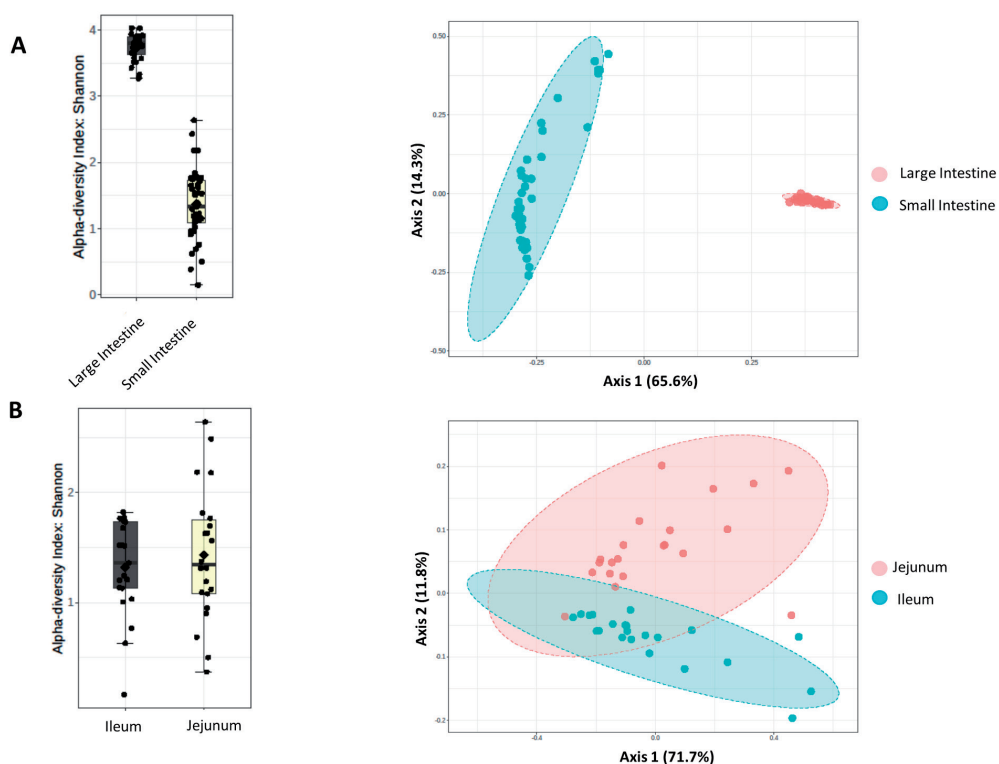 A
Alpha-diversity Index: Shannon
4
3
2
1
0
Large Intestine
Small Intestine
Axis 2 (14.3%)
0.50
0.25
0.00
-0.25
-0.50
-0.25
0.00
0.25
Axis 1 (65.6%)
Large Intestine
Small Intestine
B
Alpha-diversity Index: Shannon
2
1
Ileum
Jejunum
Axis 2 (11.8%)
0.2
0.1
0.0
-0.1
-0.2
-0.4
0.0
0.4
Axis 1 (71.7%)
Jejunum
Ileum